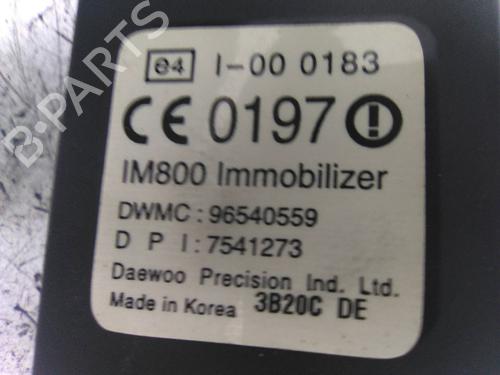 e4 I-00 0183
CE 0197
IM800 Immobilizer
DWMC : 96540559
D P I : 7541273
Daewoo Precision Ind. Ltd.
Made in Korea 3B20C DE
B-PARTS